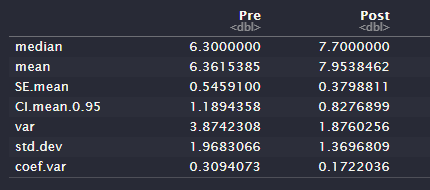 Pre Post
<dbl> <dbl>
median 6.3000000 7.7000000
mean 6.3615385 7.9538462
SE.mean 0.5459100 0.3798811
CI.mean.0.95 1.1894358 0.8276899
var 3.8742308 1.8760256
std.dev 1.9683066 1.3696809
coef.var 0.3094073 0.1722036